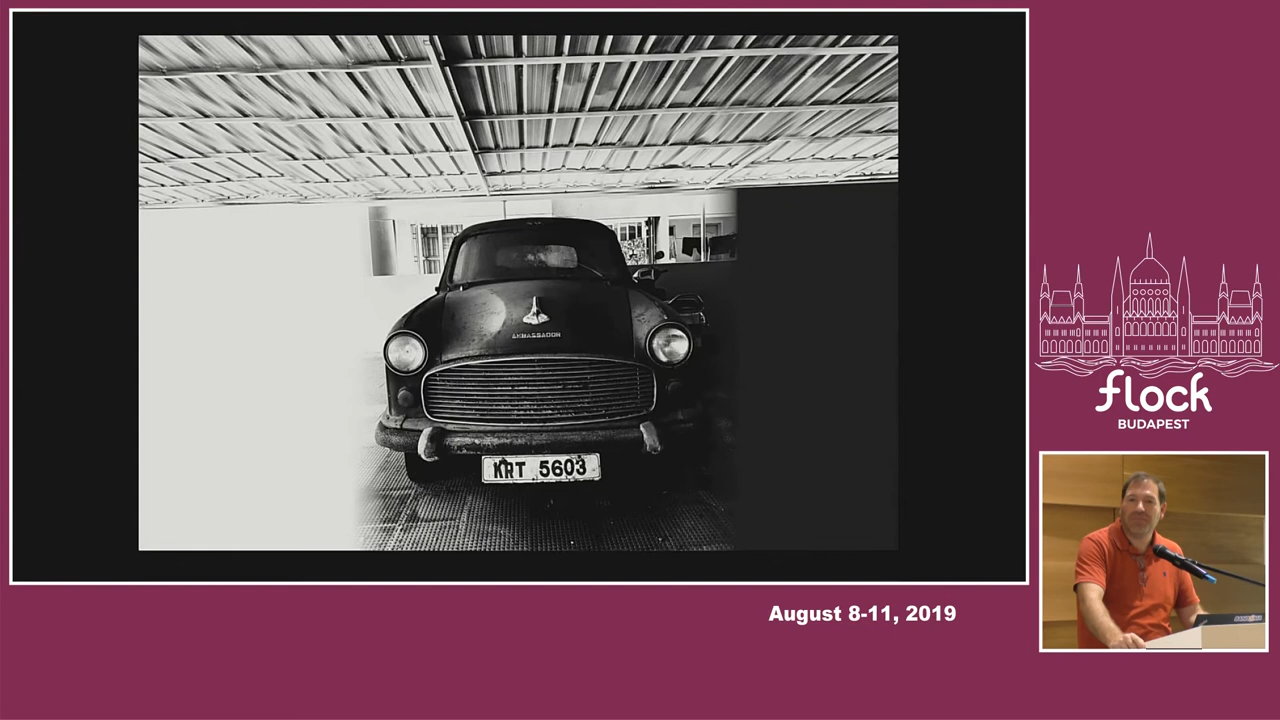 AMBASSADOR
KRT 5603
flock
BUDAPEST
August 8-11, 2019